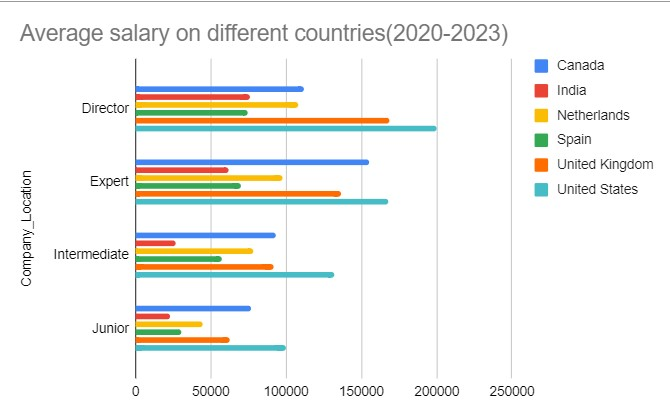 Average salary on different countries(2020-2023)
Canada
India
Netherlands
Spain
United Kingdom
United States
Company_Location
Director
Expert
Intermediate
Junior
0 50000 100000 150000 200000 250000